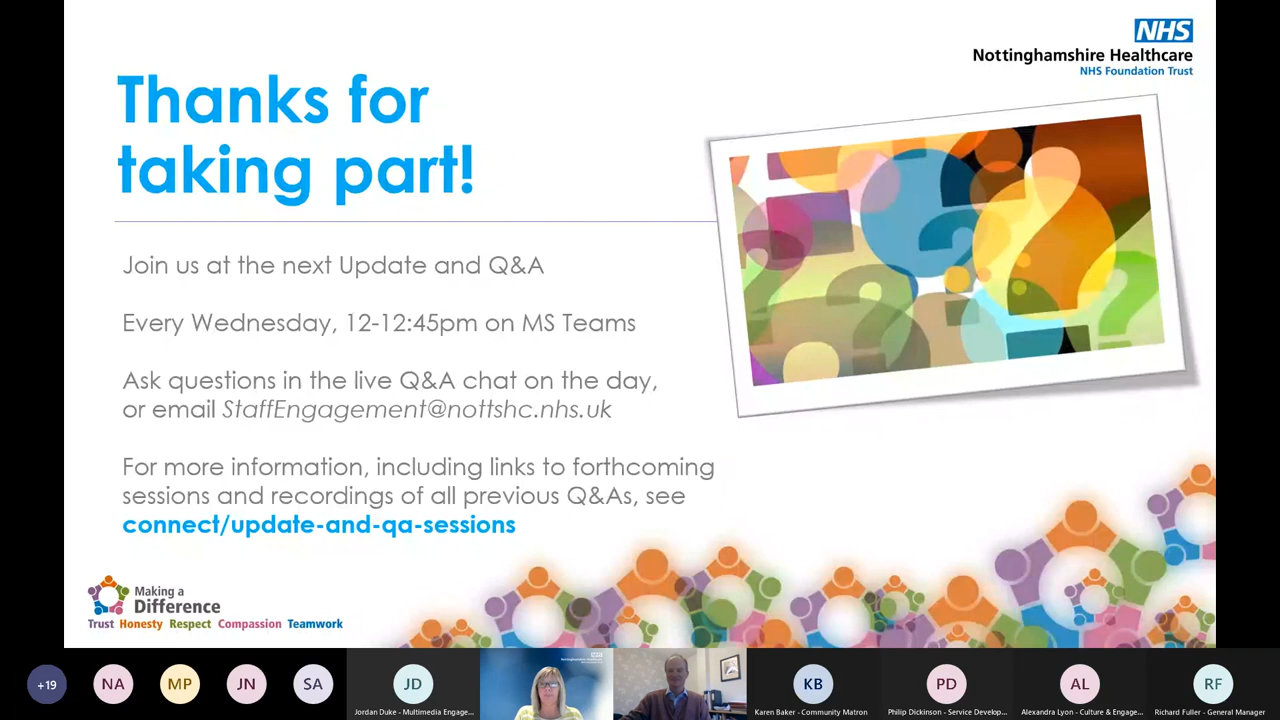 NHS
Nottinghamshire Healthcare
NHS Foundation Trust
Thanks for
taking part!
Join us at the next Update and Q&A
Every Wednesday, 12-12:45pm on MS Teams
Ask questions in the live Q&A chat on the day,
or email StaffEngagement@nottshc.nhs.uk
For more information, including links to forthcoming
sessions and recordings of all previous Q&As, see
connect/update-and-qa-sessions
Making a
Difference
Trust Honesty Respect Compassion Teamwork
+19
NA
MP
JN
SA
JD
Jordan Duke - Multimedia Engage...
NHS
KB
Karen Baker - Community Matron
PD
Philip Dickinson - Service Develop...
AL
Alexandra Lyon - Culture & Engage...
RF
Richard Fuller - General Manager